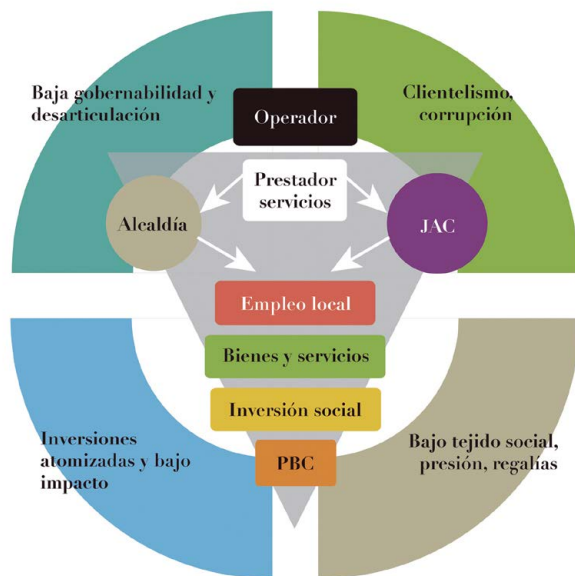 Baja gobernabilidad y
desarticulación
Clientelismo,
corrupción
Operador
Prestador
servicios
Alcaldía
JAC
Empleo local
Bienes y servicios
Inversión social
PBC
Inversiones
atomizadas y bajo
impacto
Bajo tejido social,
presión, regalías